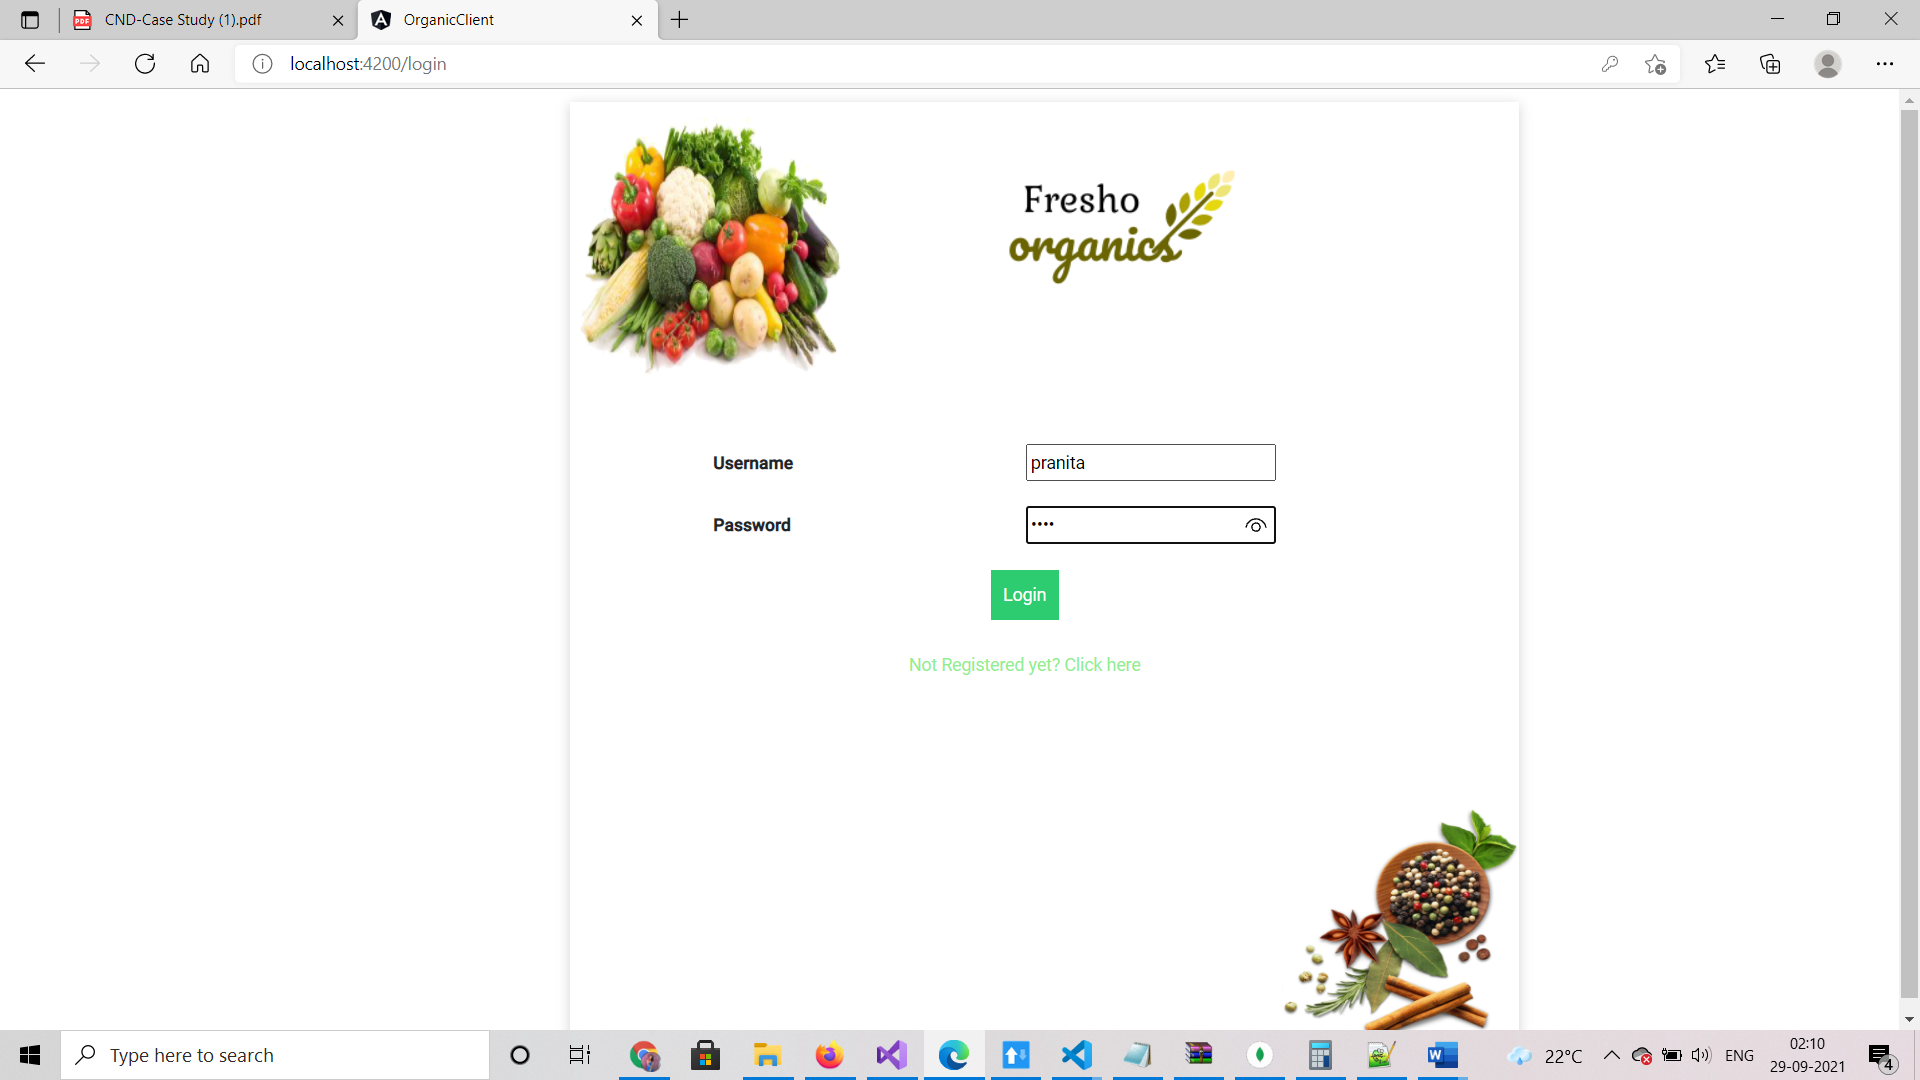 CND-Case Study (1).pdf
OrganicClient
localhost:4200/login
Fresho
organics
Username
pranita
Password
••••
Login
Not Registered yet? Click here
Type here to search
22°C
ENG
02:10
29-09-2021
4